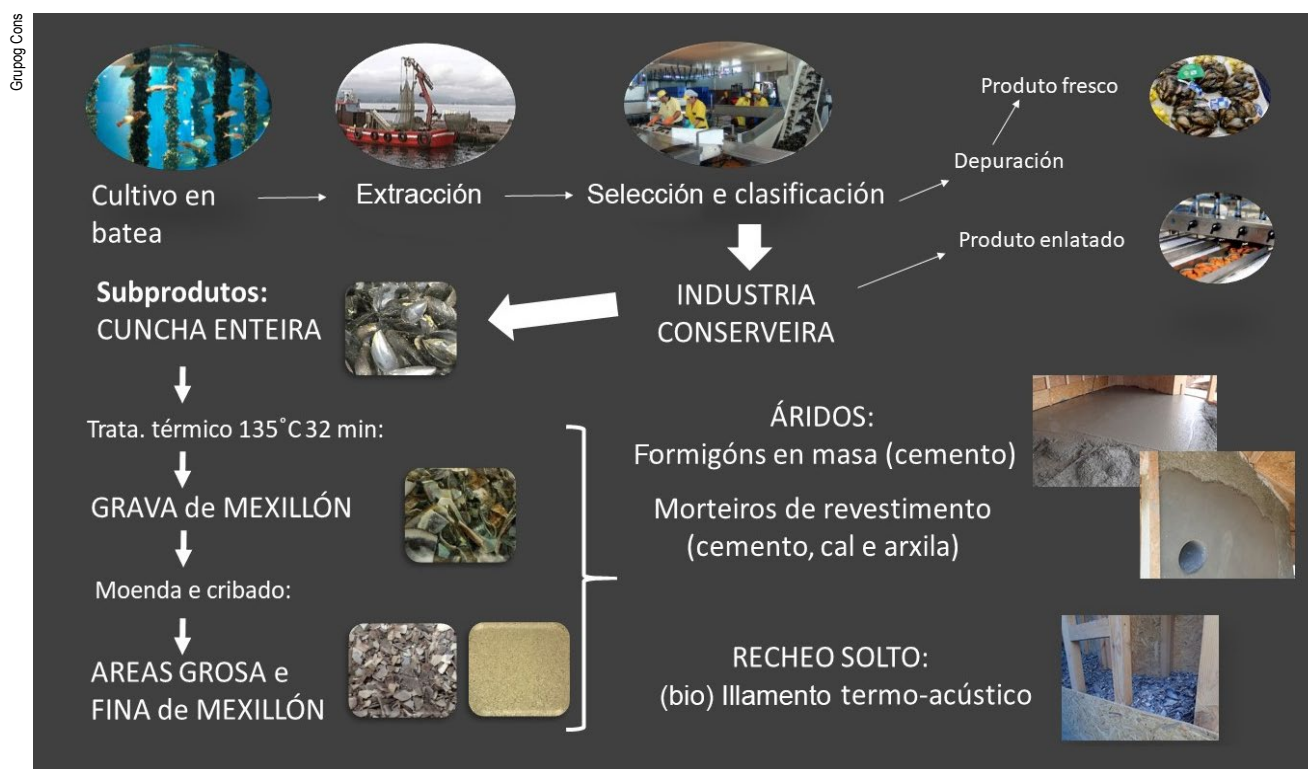 Grupog Cons
Cultivo en
batea
Extracción
Selección e clasificación
Produto fresco
Depuración
Produto enlatado
INDUSTRIA
CONSERVEIRA
Subprodutos:
CUNCHA ENTEIRA
Trata. térmico 135°C 32 min:
GRAVA de MEXILLÓN
Moenda e cribado:
AREAS GROSA e
FINA de MEXILLÓN
ÁRIDOS:
Formigóns en masa (cemento)
Morteiros de revestimento
(cemento, cal e arxila)
RECHEO SOLTO:
(bio) Illamento termo-acústico